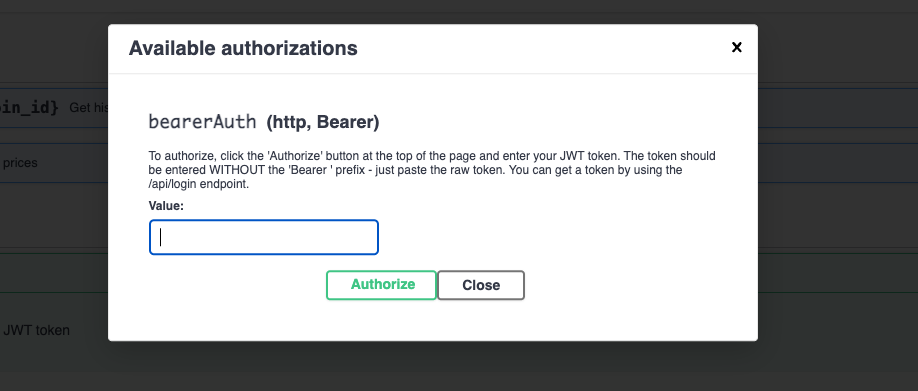 Available authorizations
in_id} Get his
bearerAuth (http, Bearer)
prices
To authorize, click the 'Authorize' button at the top of the page and enter your JWT token. The token should
be entered WITHOUT the 'Bearer ' prefix - just paste the raw token. You can get a token by using the
/api/login endpoint.
Value:
Authorize
Close
JWT token